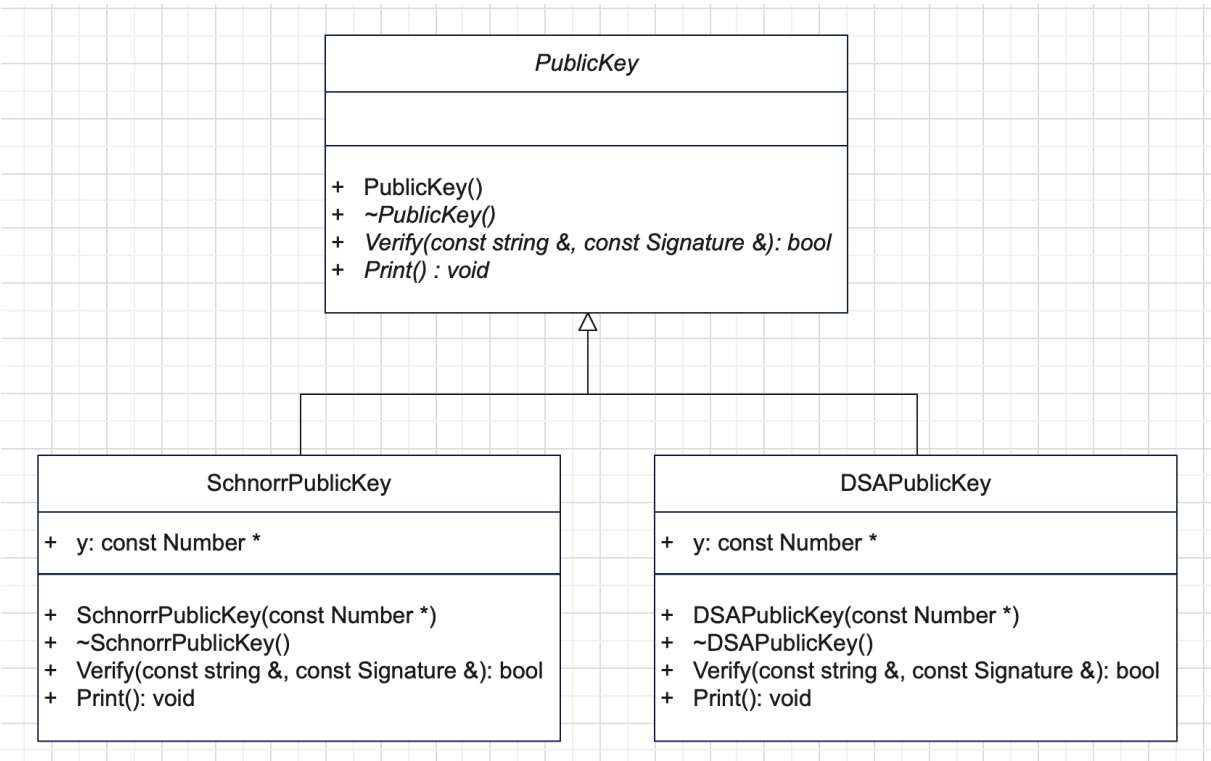 PublicKey
+ PublicKey()
+ ~PublicKey()
+ Verify(const string &, const Signature &): bool
+ Print() : void
SchnorrPublicKey
+ y: const Number *
+ SchnorrPublicKey(const Number *)
+ ~SchnorrPublicKey()
+ Verify(const string &, const Signature &): bool
+ Print(): void
DSAPublicKey
+ y: const Number *
+ DSAPublicKey(const Number *)
+ ~DSAPublicKey()
+ Verify(const string &, const Signature &): bool
+ Print(): void